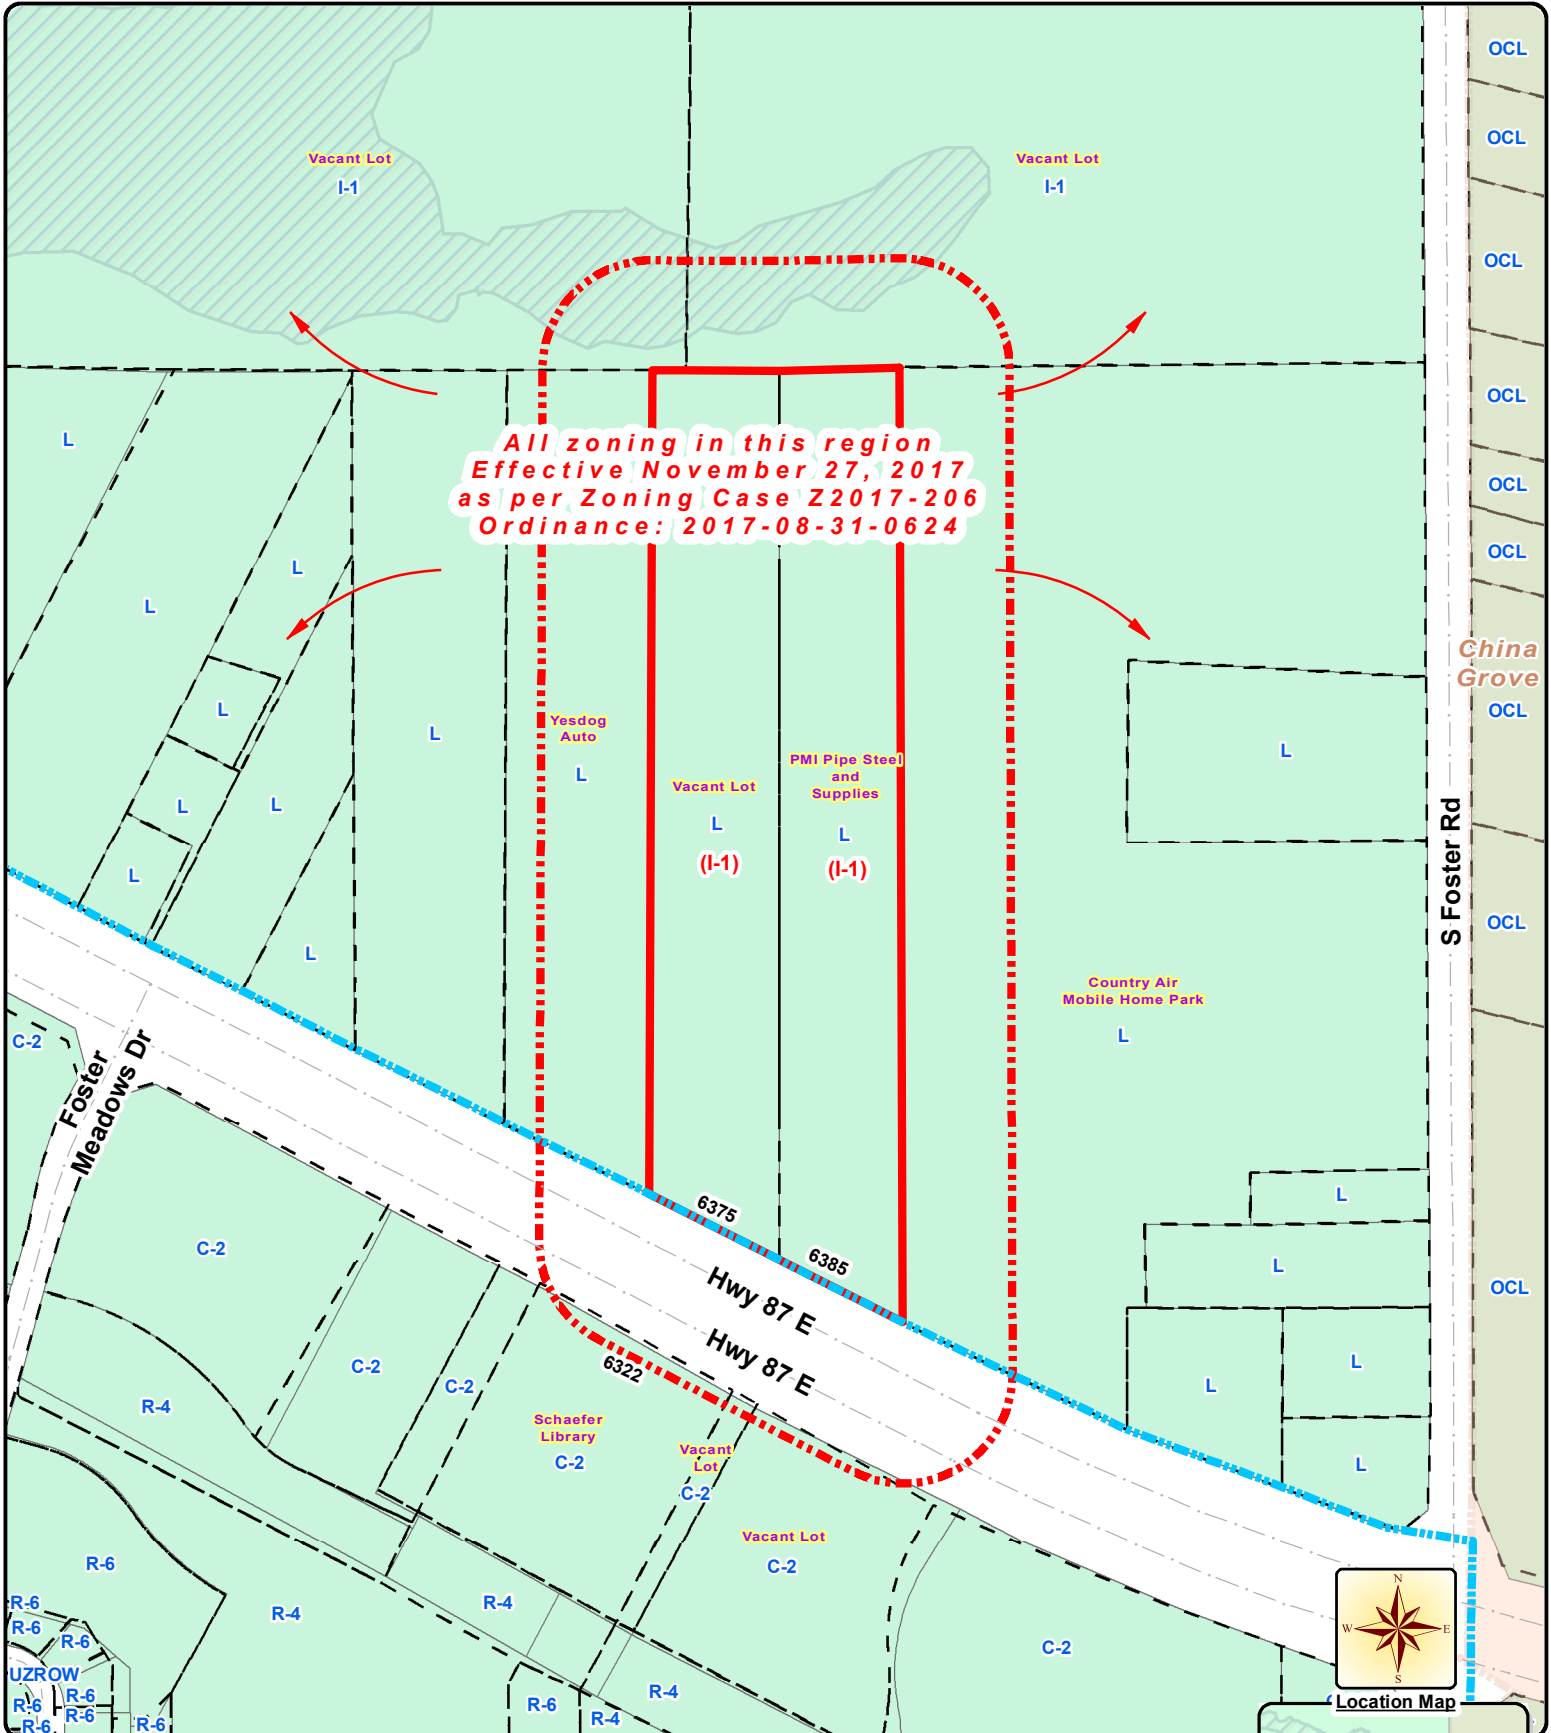 OCL
OCL
Vacant Lot
I-1
Vacant Lot
I-1
OCL
OCL
L
All zoning in this region
Effective November 27, 2017
as per Zoning Case Z2017-206
Ordinance: 2017-08-31-0624
OCL
OCL
L
L
China
Grove
OCL
L
L
Yesdog
Auto
L
L
L
L
Vacant Lot
L
(I-1)
PMI Pipe Steel
and
Supplies
L
(I-1)
L
S Foster Rd
OCL
L
Country Air
Mobile Home Park
L
C-2
Foster
Meadows Dr
C-2
6375
6385
Hwy 87 E
Hwy 87 E
6322
L
L
OCL
L
L
L
C-2
C-2
R-4
Schaefer
Library
C-2
Vacant
Lot
C-2
Vacant Lot
C-2
R-6
R-4
R-4
R-6
R-6
R-6
UZROW
R-6
R-6
R-6
R-6
R-6
R-6
R-4
R-4
C-2
N
W
E
S
Location Map